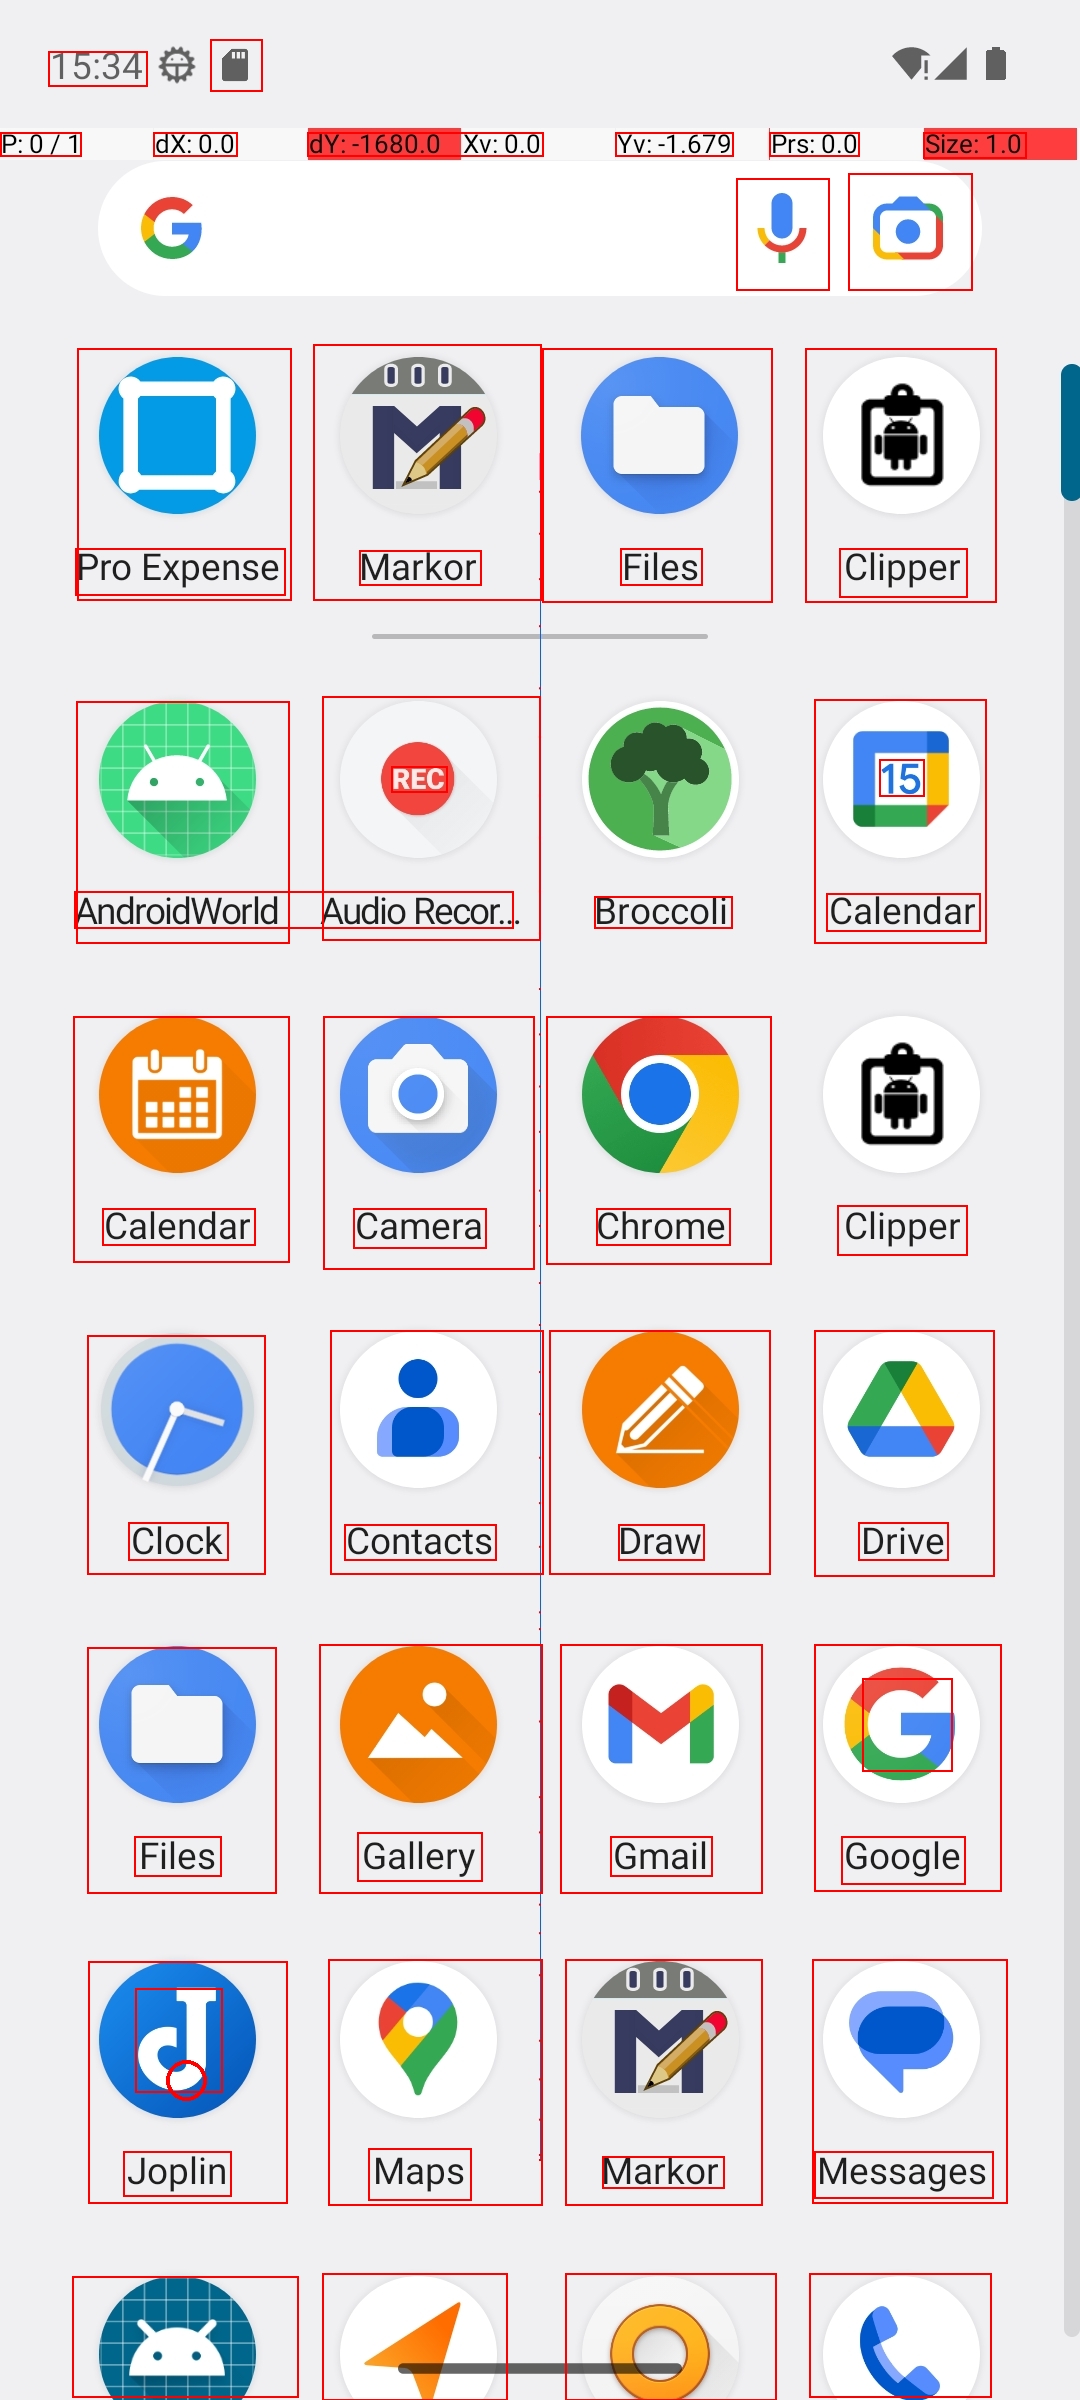 15:34
P: 0 / 1 dX: 0.0 dY: -1680.0 Xv: 0.0 Yv: -1.679 Prs: 0.0 Size: 1.0
Pro Expense Markor Files Clipper
REC 15
AndroidWorld Audio Recor... Broccoli Calendar
Calendar Camera Chrome Clipper
Clock Contacts Draw Drive
Files Gallery Gmail Google
Joplin Maps Markor Messages